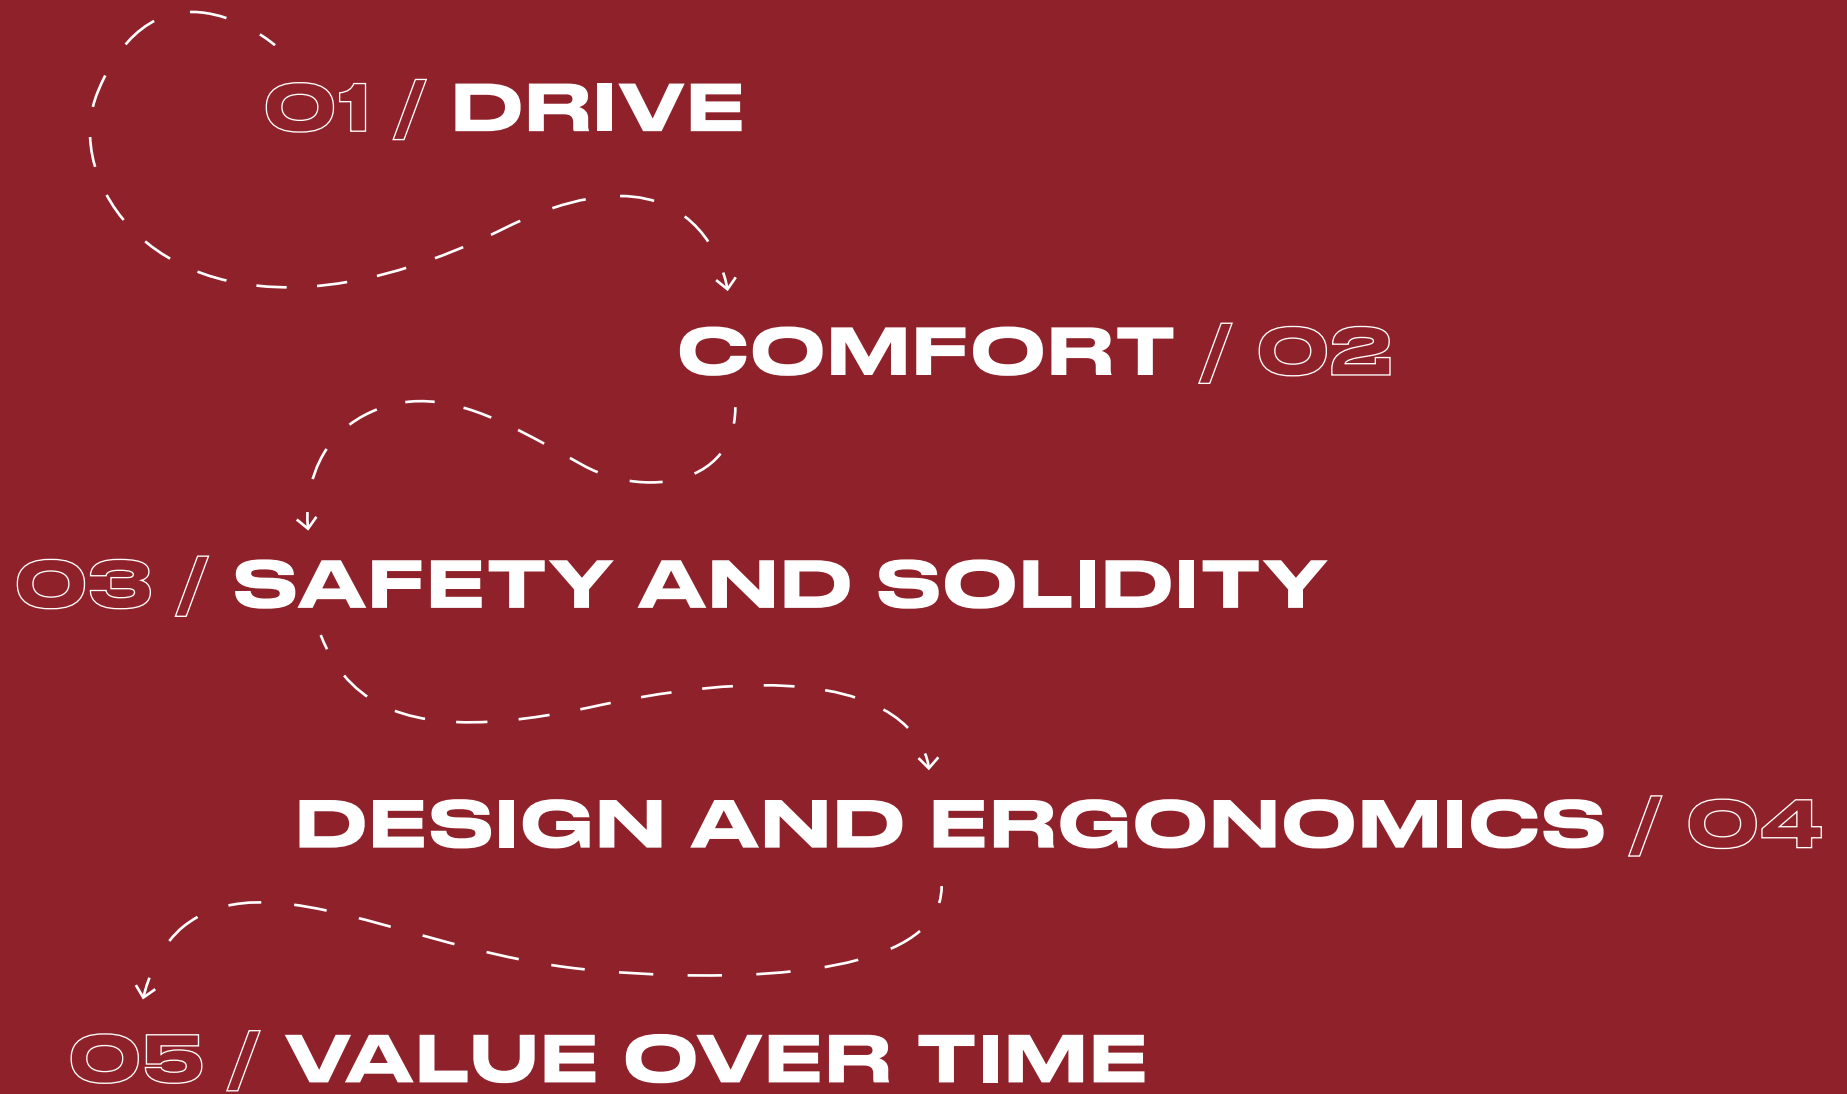 01 / DRIVE
COMFORT / 02
03 / SAFETY AND SOLIDITY
DESIGN AND ERGONOMICS / 04
05 / VALUE OVER TIME